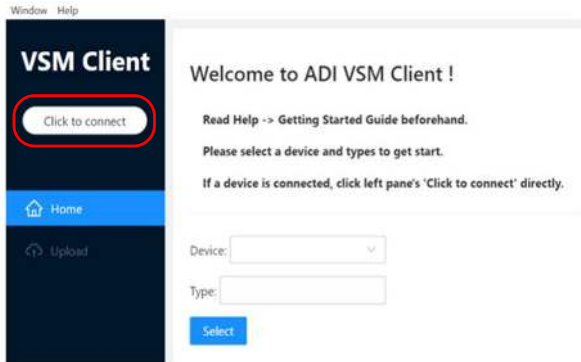 Window Help
VSM Client
Click to connect
Home
Upload
Welcome to ADI VSM Client !
Read Help -> Getting Started Guide beforehand.
Please select a device and types to get start.
If a device is connected, click left pane's 'Click to connect' directly.
Device:
Type:
Select